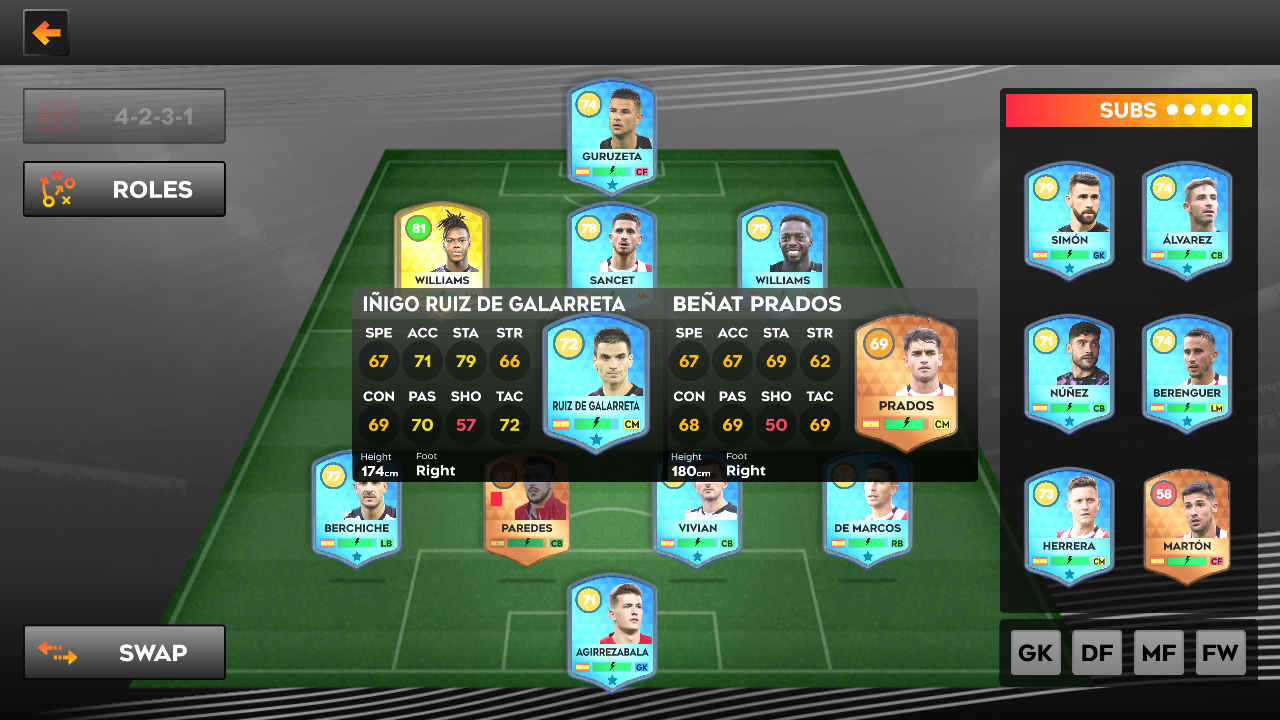 4-2-3-1
ROLES
SWAP
74
GURUZETA
CF
81
WILLIAMS
78
SANCET
AM
79
WILLIAMS
IÑIGO RUIZ DE GALARRETA
SPE ACC STA STR
67 71 79 66
CON PAS SHO TAC
69 70 57 72
Height Foot
174cm Right
72
RUIZ DE GALARRETA
CM
BEÑAT PRADOS
SPE ACC STA STR
67 67 69 62
CON PAS SHO TAC
68 69 50 69
Height Foot
180cm Right
69
PRADOS
CM
77
BERCHICHE
LB
PAREDES
CB
VIVIAN
CB
DE MARCOS
RB
71
AGIRREZABALA
GK
SUBS
79
SIMÓN
GK
74
ÁLVAREZ
CB
71
NÚÑEZ
CB
74
BERENGUER
LM
73
HERRERA
CM
58
MARTÓN
CF
GK DF MF FW